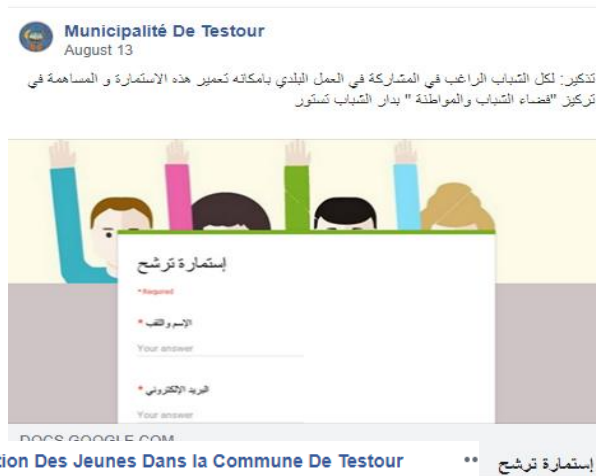 Municipalité De Testour
August 13
تذكير: لكل الشباب الراغب في المشاركة في العمل البلدي بامكانه تعمير هذه الاستمارة و المساهمة في
تركيز "فضاء الشباب والمواطنة " بدار الشباب تستور
إستمارة ترشح
* Required
الإسم واللقب *
Your answer
البريد الإلكتروني *
Your answer
DOCS.GOOGLE.COM
إستمارة ترشح
tion Des Jeunes Dans la Commune De Testour